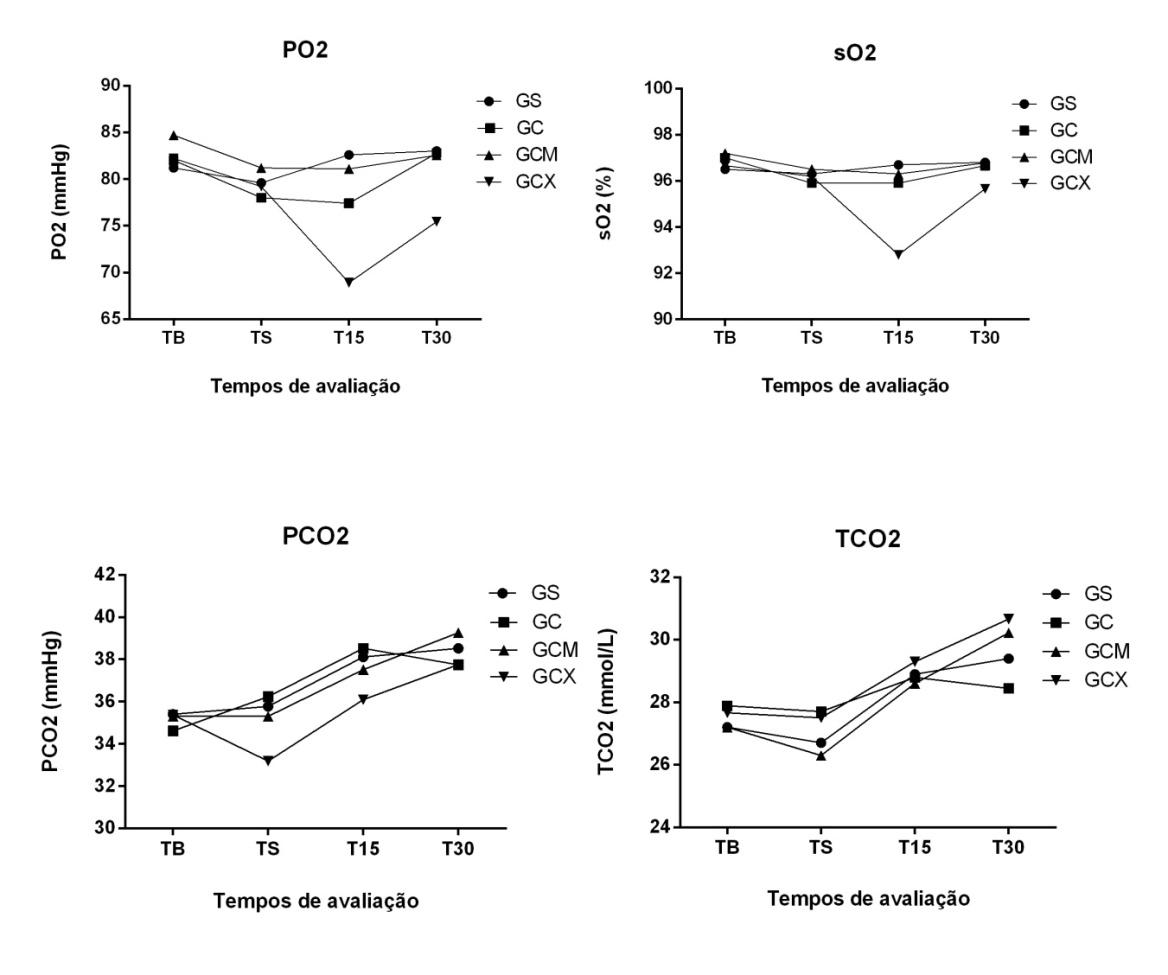 PO2
PO2 (mmHg)
90
85
80
75
70
65
TB TS T15 T30
Tempos de avaliação
GS
GC
GCM
GCX
sO2
sO2 (%)
100
98
96
94
92
90
TB TS T15 T30
Tempos de avaliação
GS
GC
GCM
GCX
PCO2
PCO2 (mmHg)
42
40
38
36
34
32
30
TB TS T15 T30
Tempos de avaliação
GS
GC
GCM
GCX
TCO2
TCO2 (mmol/L)
32
30
28
26
24
TB TS T15 T30
Tempos de avaliação
GS
GC
GCM
GCX